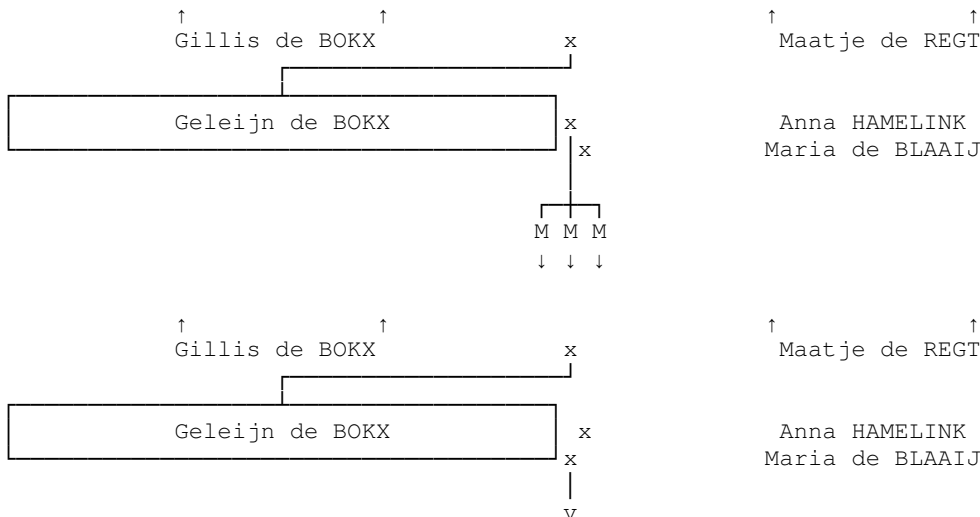 ↑ ↑ ↑ ↑
Gillis de BOKX x Maatje de REGT
Geleijn de BOKX x Anna HAMELINK
x Maria de BLAAIJ
M M M
↓ ↓ ↓
↑ ↑ ↑ ↑
Gillis de BOKX x Maatje de REGT
Geleijn de BOKX x Anna HAMELINK
x Maria de BLAAIJ
V